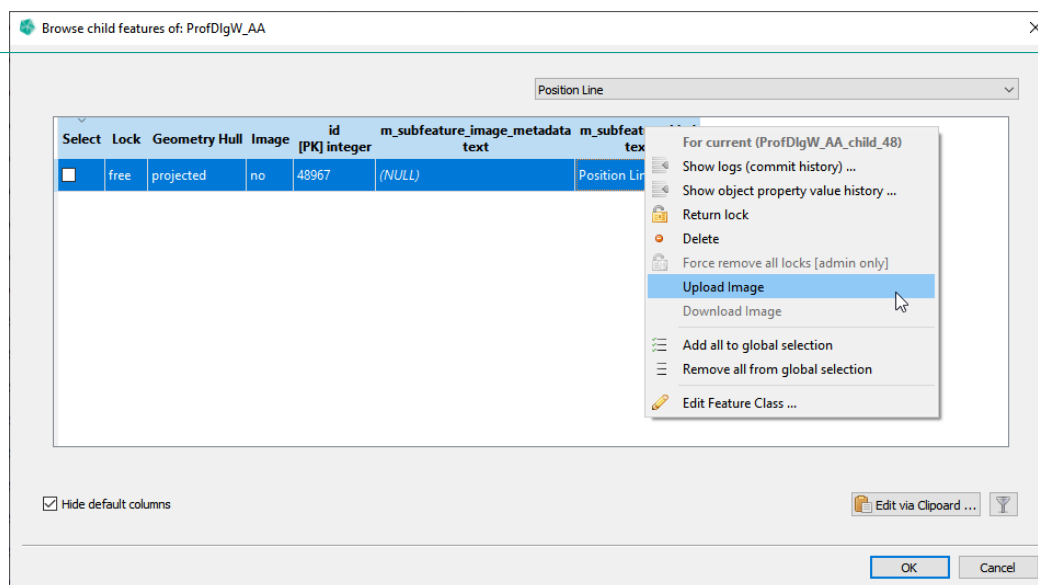 Browse child features of: ProfDIgW_AA
Position Line
Select Lock Geometry Hull Image id [PK] integer m_subfeature_image_metadata text
free projected no 48967 (NULL) Position
For current (ProfDIgW_AA_child_48)
Show logs (commit history) ...
Show object property value history ...
Return lock
Delete
Force remove all locks [admin only]
Upload Image
Download Image
Add all to global selection
Remove all from global selection
Edit Feature Class ...
Hide default columns
Edit via Clipoard ...
OK Cancel